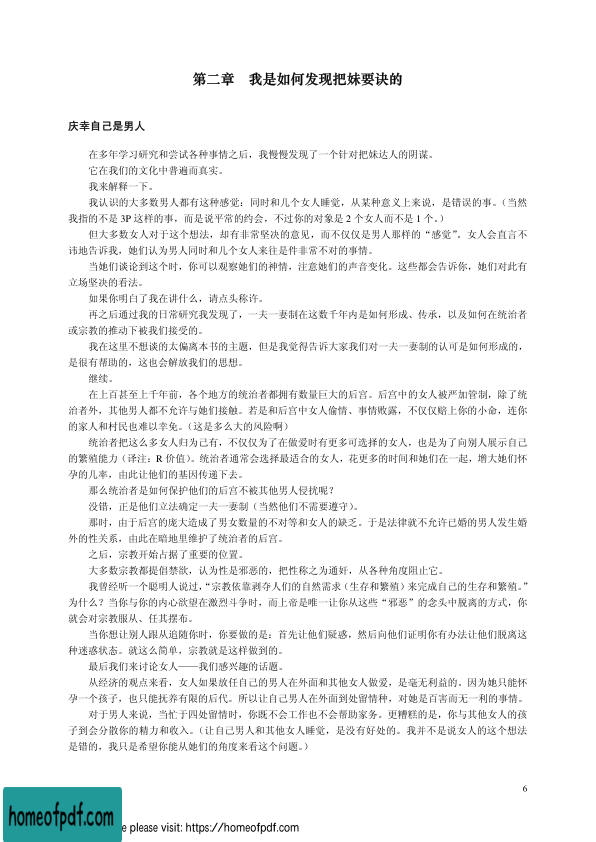 第二章　我是如何发现把妹要诀的
庆幸自己是男人
在多年学习研究和尝试各种事情之后，我慢慢发现了一个针对把妹达人的阴谋。
它在我们的文化中普遍而真实。
我来解释一下。
我认识的大多数男人都有这种感觉：同时和几个女人睡觉，从某种意义上来说，是错误的事。（当然
我指的不是 3P 这样的事，而是说平常的约会，不过你的对象是 2 个女人而不是 1 个。）
但大多数女人对于这个想法，却有非常坚决的意见，而不仅仅是男人那样的“感觉”。女人会直言不
讳地告诉我，她们认为男人同时和几个女人来往是件非常不对的事情。
当她们谈论到这个时，你可以观察她们的神情，注意她们的声音变化。这些都会告诉你，她们对此有
立场坚决的看法。
如果你明白了我在讲什么，请点头称许。
再之后通过我的日常研究我发现了，一夫一妻制在这数千年内是如何形成、传承，以及如何在统治者
或宗教的推动下被我们接受的。
我在这里不想谈的太偏离本书的主题，但是我觉得告诉大家我们对一夫一妻制的认可是如何形成的，
是很有帮助的，这也会解放我们的思想。
继续。
在上百甚至上千年前，各个地方的统治者都拥有数量巨大的后宫。后宫中的女人被严加管制，除了统
治者外，其他男人都不允许与她们接触。若是和后宫中女人偷情、事情败露，不仅仅赔上你的小命，连你
的家人和村民也难以幸免。（这是多么大的风险啊）
统治者把这么多女人归为己有，不仅仅为了在做爱时有更多可选择的女人，也是为了向别人展示自己
的繁殖能力（译注：R 价值）。统治者通常会选择最适合的女人，花更多的时间和她们在一起，增大她们怀
孕的几率，由此让他们的基因传递下去。
那么统治者是如何保护他们的后宫不被其他男人侵扰呢？
没错，正是他们立法确定一夫一妻制（当然他们不需要遵守）。
那时，由于后宫的庞大造成了男女数量的不对等和女人的缺乏。于是法律就不允许已婚的男人发生婚
外的性关系，由此在暗地里维护了统治者的后宫。
之后，宗教开始占据了重要的位置。
大多数宗教都提倡禁欲，认为性是邪恶的，把性称之为通奸，从各种角度阻止它。
我曾经听一个聪明人说过，“宗教依靠剥夺人们的自然需求（生存和繁殖）来完成自己的生存和繁殖。”
为什么？当你与你的内心欲望在激烈斗争时，而上帝是唯一让你从这些“邪恶”的念头中脱离的方式，你
就会对宗教服从、任其摆布。
当你想让别人跟从追随你时，你要做的是：首先让他们疑惑，然后向他们证明你有办法让他们脱离这
种迷惑状态。就这么简单，宗教就是这样做到的。
最后我们来讨论女人——我们感兴趣的话题。
从经济的观点来看，女人如果放任自己的男人在外面和其他女人做爱，是毫无利益的。因为她只能怀
孕一个孩子，也只能抚养有限的后代。所以让自己男人在外面到处留情种，对她是百害而无一利的事情。
对于男人来说，当忙于四处留情时，你既不会工作也不会帮助家务。更糟糕的是，你与其他女人的孩
子到会分散你的精力和收入。（让自己男人和其他女人睡觉，是没有好处的。我并不是说女人的这个想法
是错的，我只是希望你能从她们的角度来看这个问题。）
6
homeofpdf.com
e please visit: https://homeofpdf.com